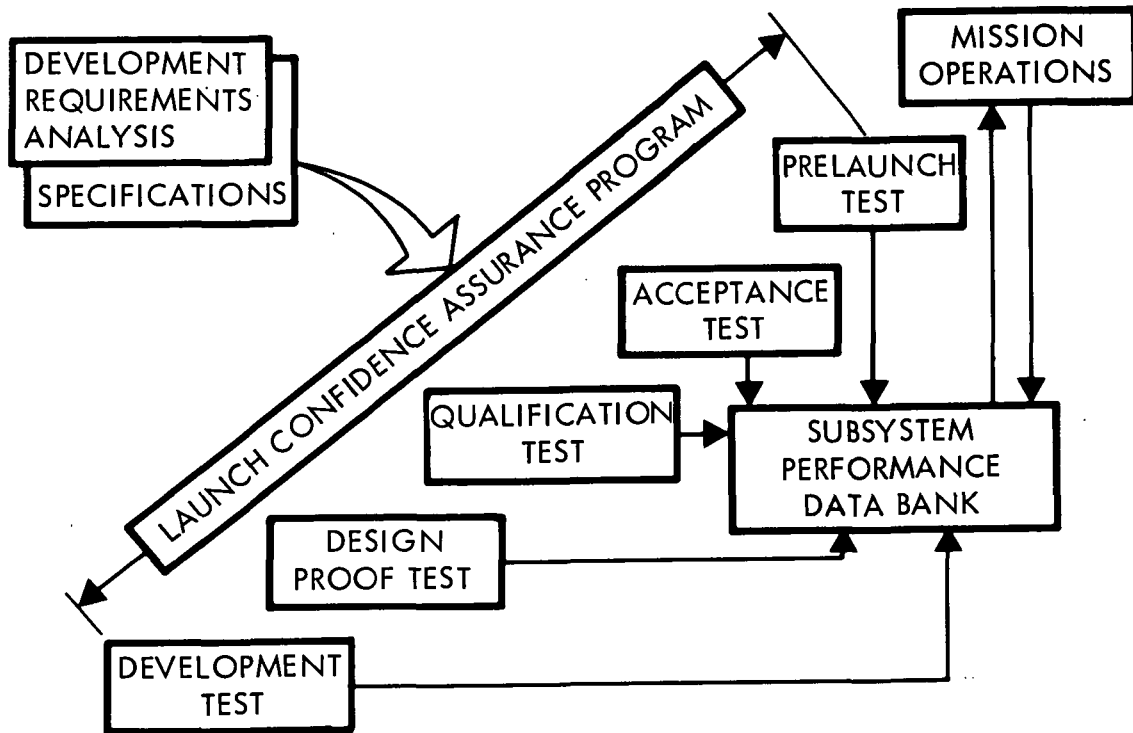 DEVELOPMENT
REQUIREMENTS
ANALYSIS
SPECIFICATIONS
LAUNCH CONFIDENCE ASSURANCE PROGRAM
MISSION
OPERATIONS
PRELAUNCH
TEST
ACCEPTANCE
TEST
QUALIFICATION
TEST
SUBSYSTEM
PERFORMANCE
DATA BANK
DESIGN
PROOF TEST
DEVELOPMENT
TEST